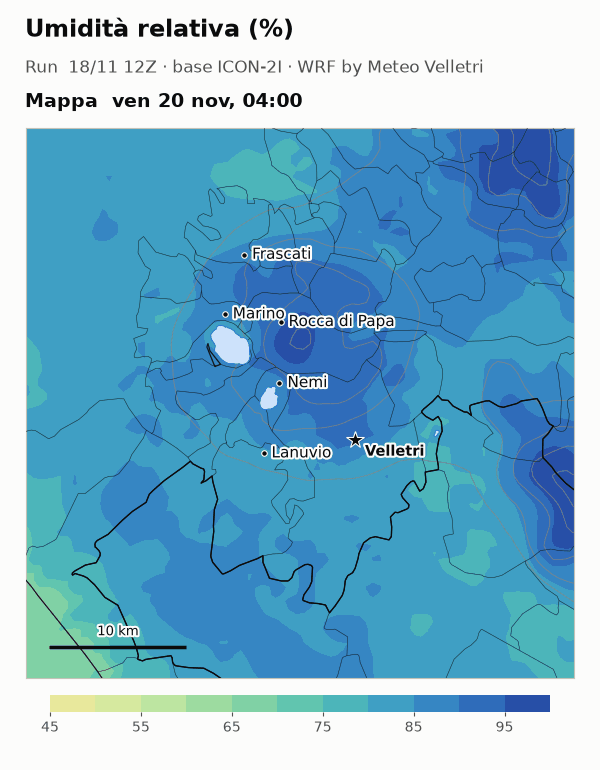 Umidità relativa (%)
Run  18/11 12Z · base ICON-2I · WRF by Meteo Velletri
Mappa  ven 20 nov, 04:00
Frascati
Marino
Rocca di Papa
Nemi
Velletri
Lanuvio
10 km
45 55 65 75 85 95